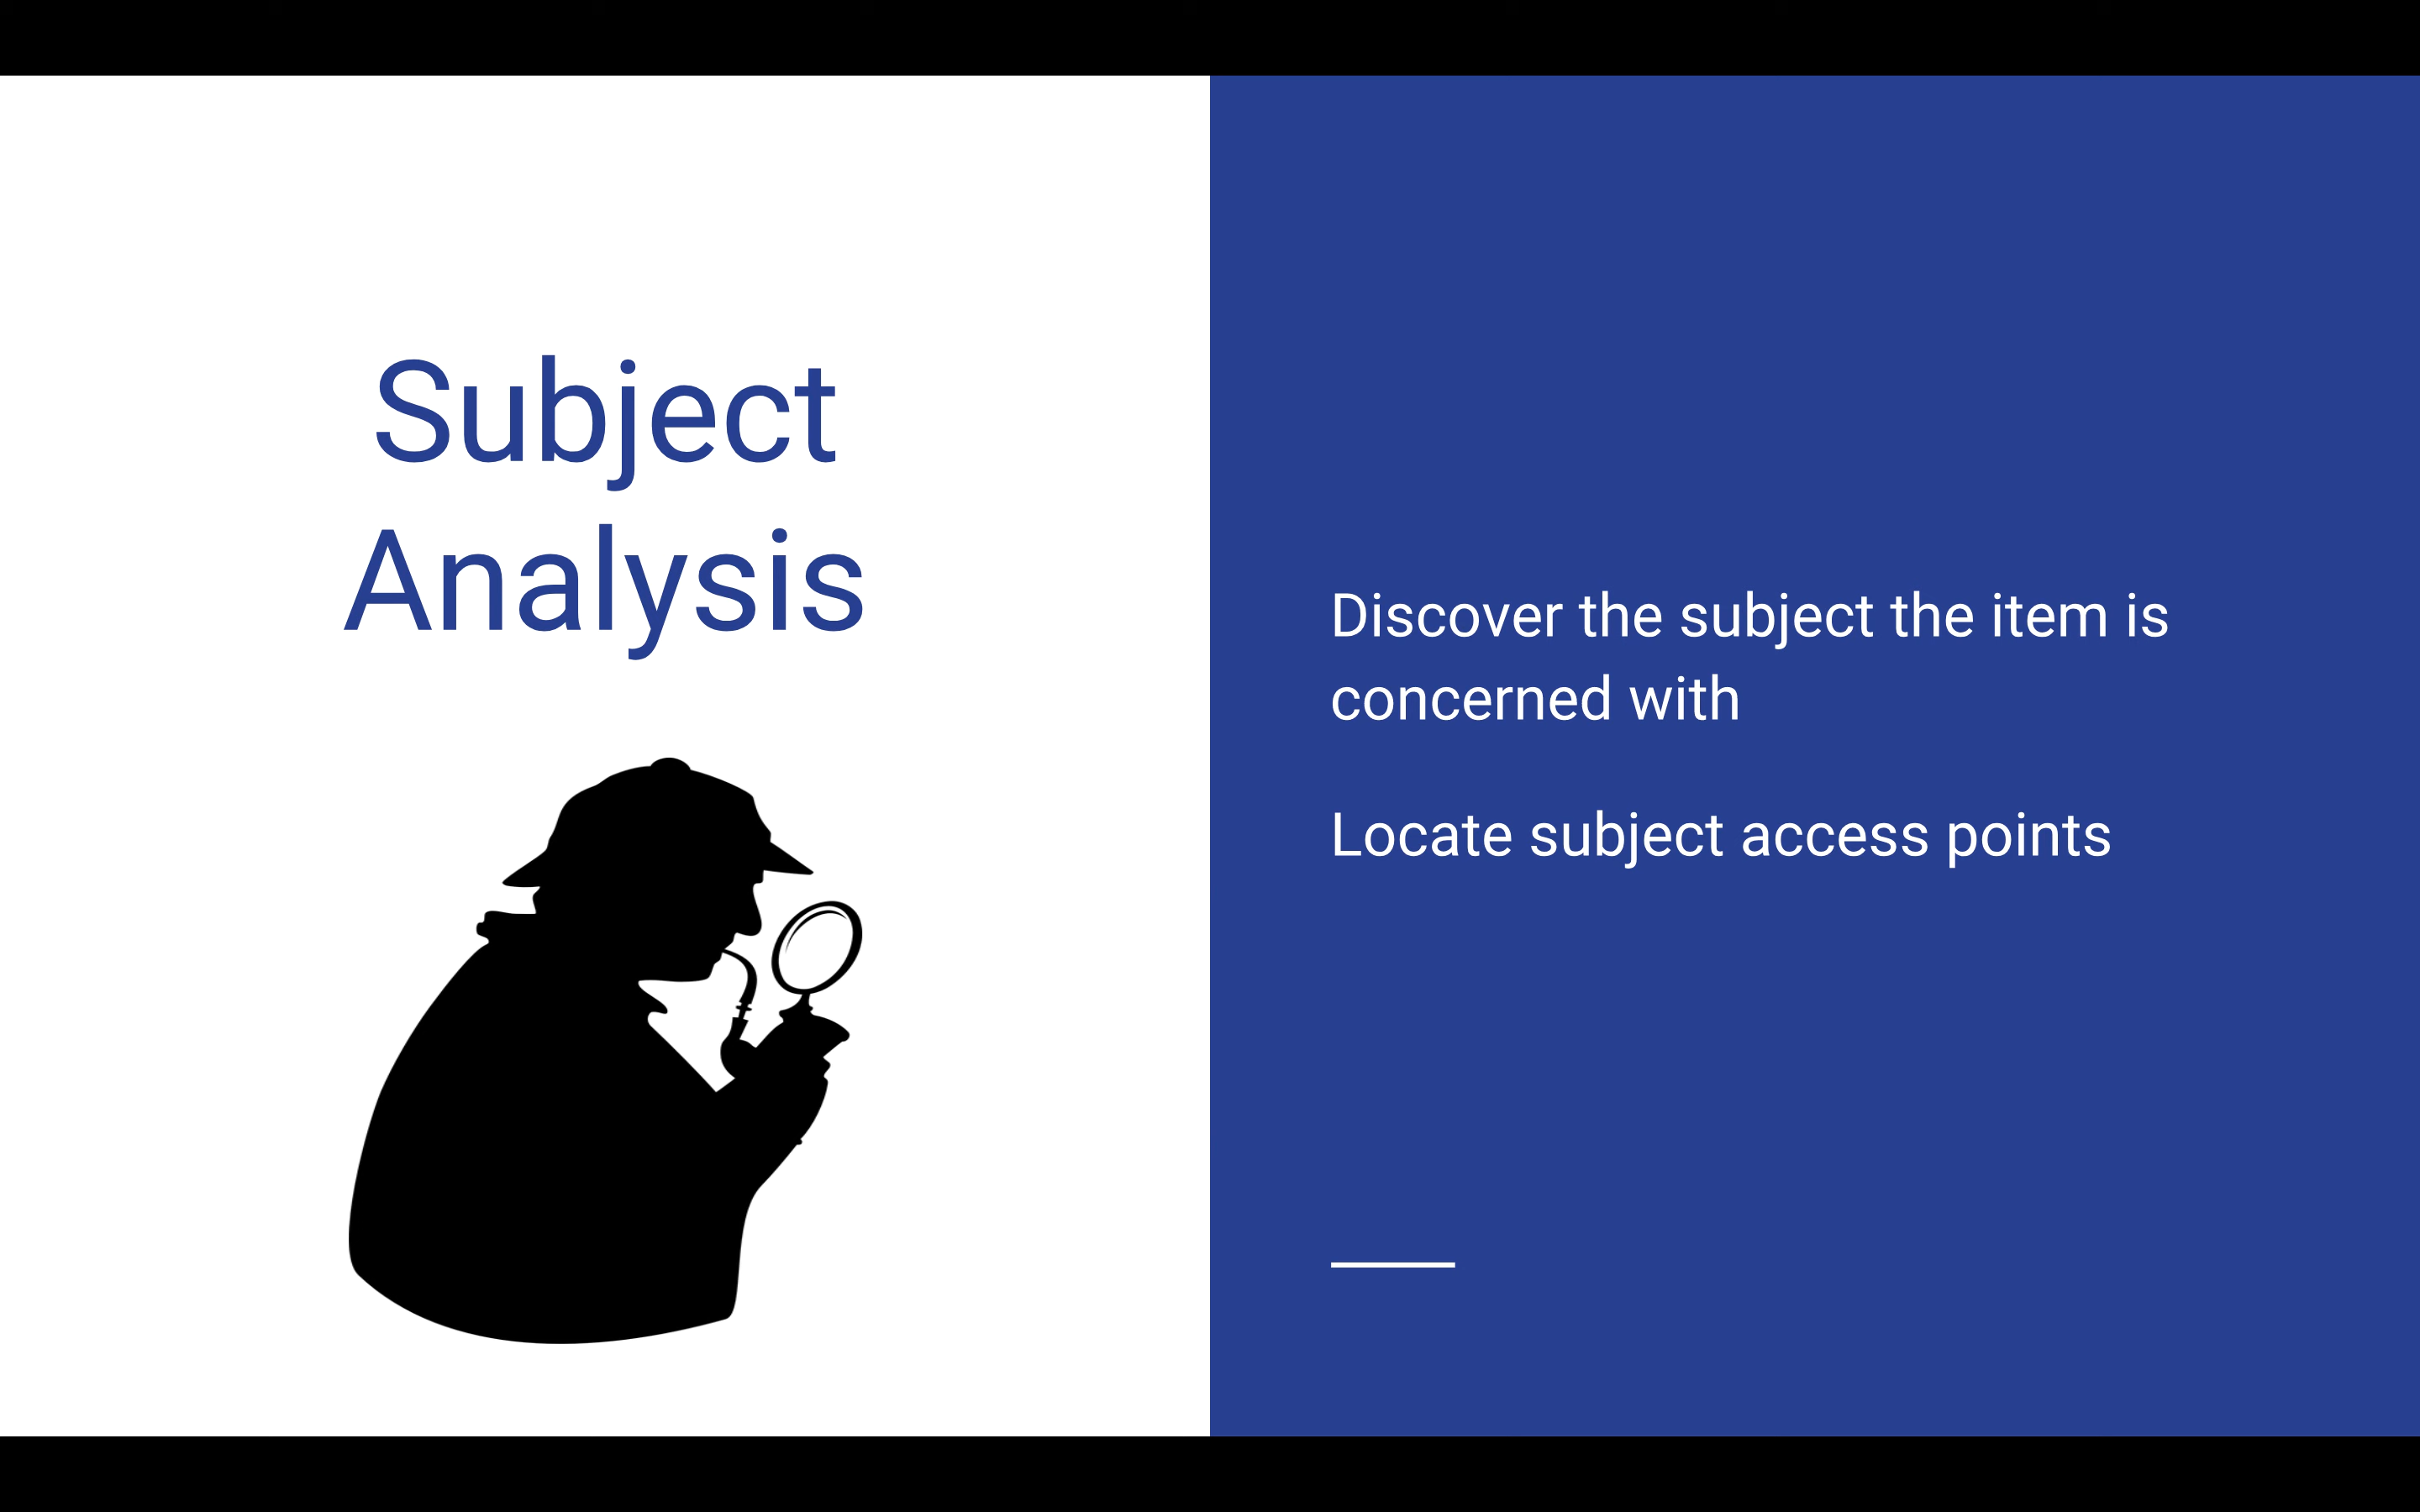 Subject
Analysis
Discover the subject the item is
concerned with
Locate subject access points